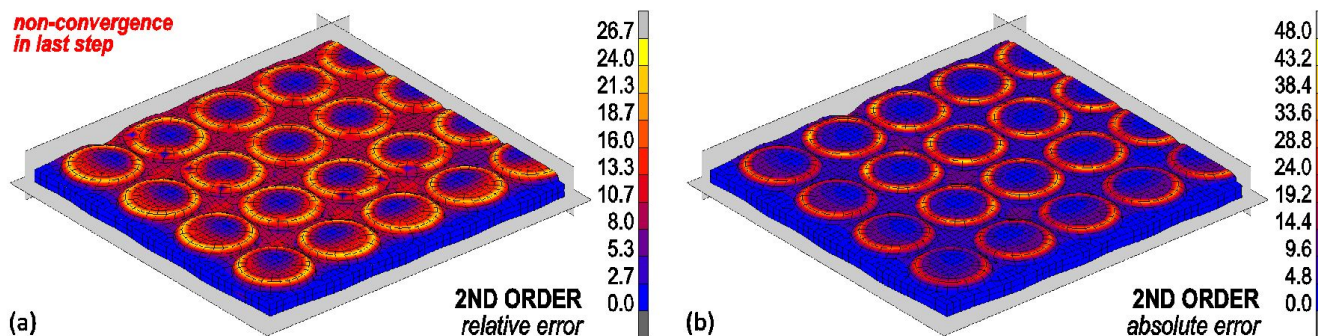 non-convergence
in last step
26.7
24.0
21.3
18.7
16.0
13.3
10.7
8.0
5.3
2.7
0.0
2ND ORDER
relative error
(a)
48.0
43.2
38.4
33.6
28.8
24.0
19.2
14.4
9.6
4.8
0.0
2ND ORDER
absolute error
(b)